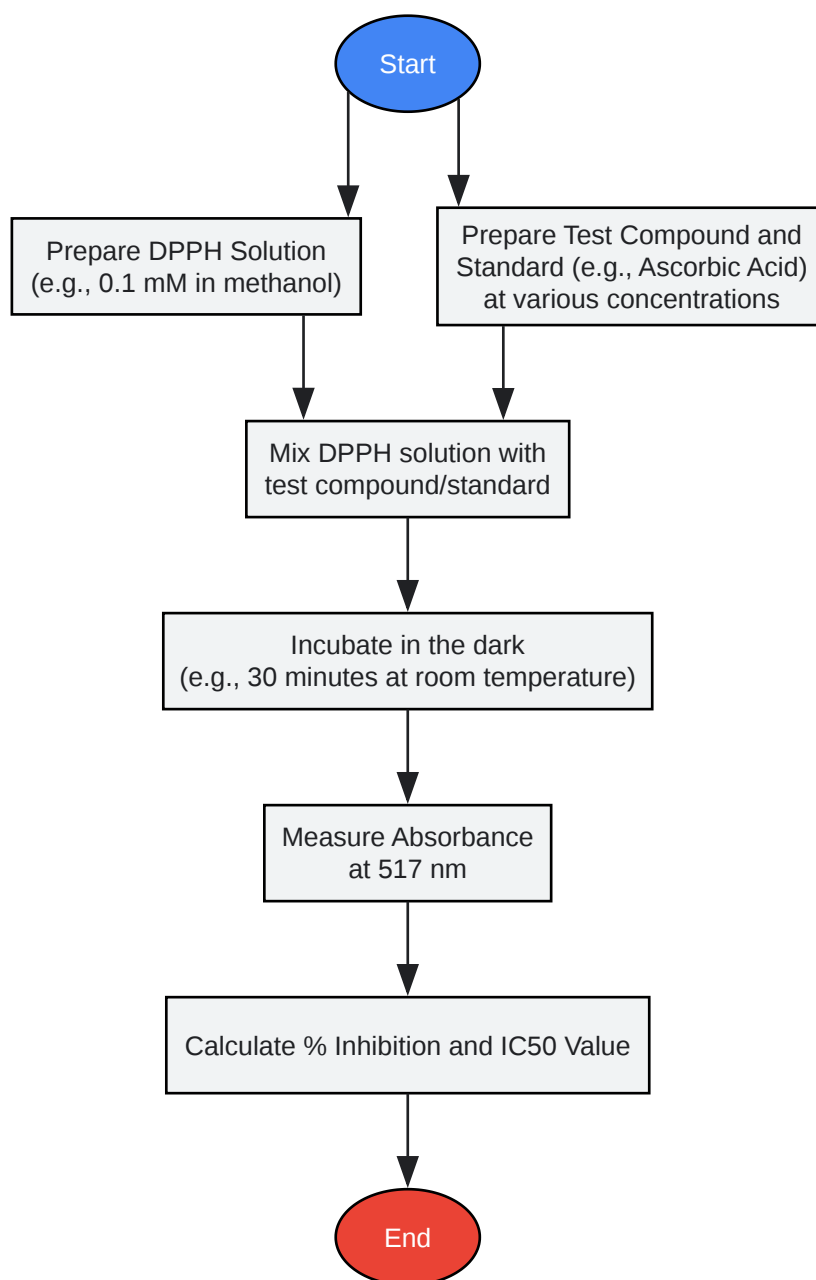 Start
Prepare DPPH Solution
(e.g., 0.1 mM in methanol)
Prepare Test Compound and
Standard (e.g., Ascorbic Acid)
at various concentrations
Mix DPPH solution with
test compound/standard
Incubate in the dark
(e.g., 30 minutes at room temperature)
Measure Absorbance
at 517 nm
Calculate % Inhibition and IC50 Value
End